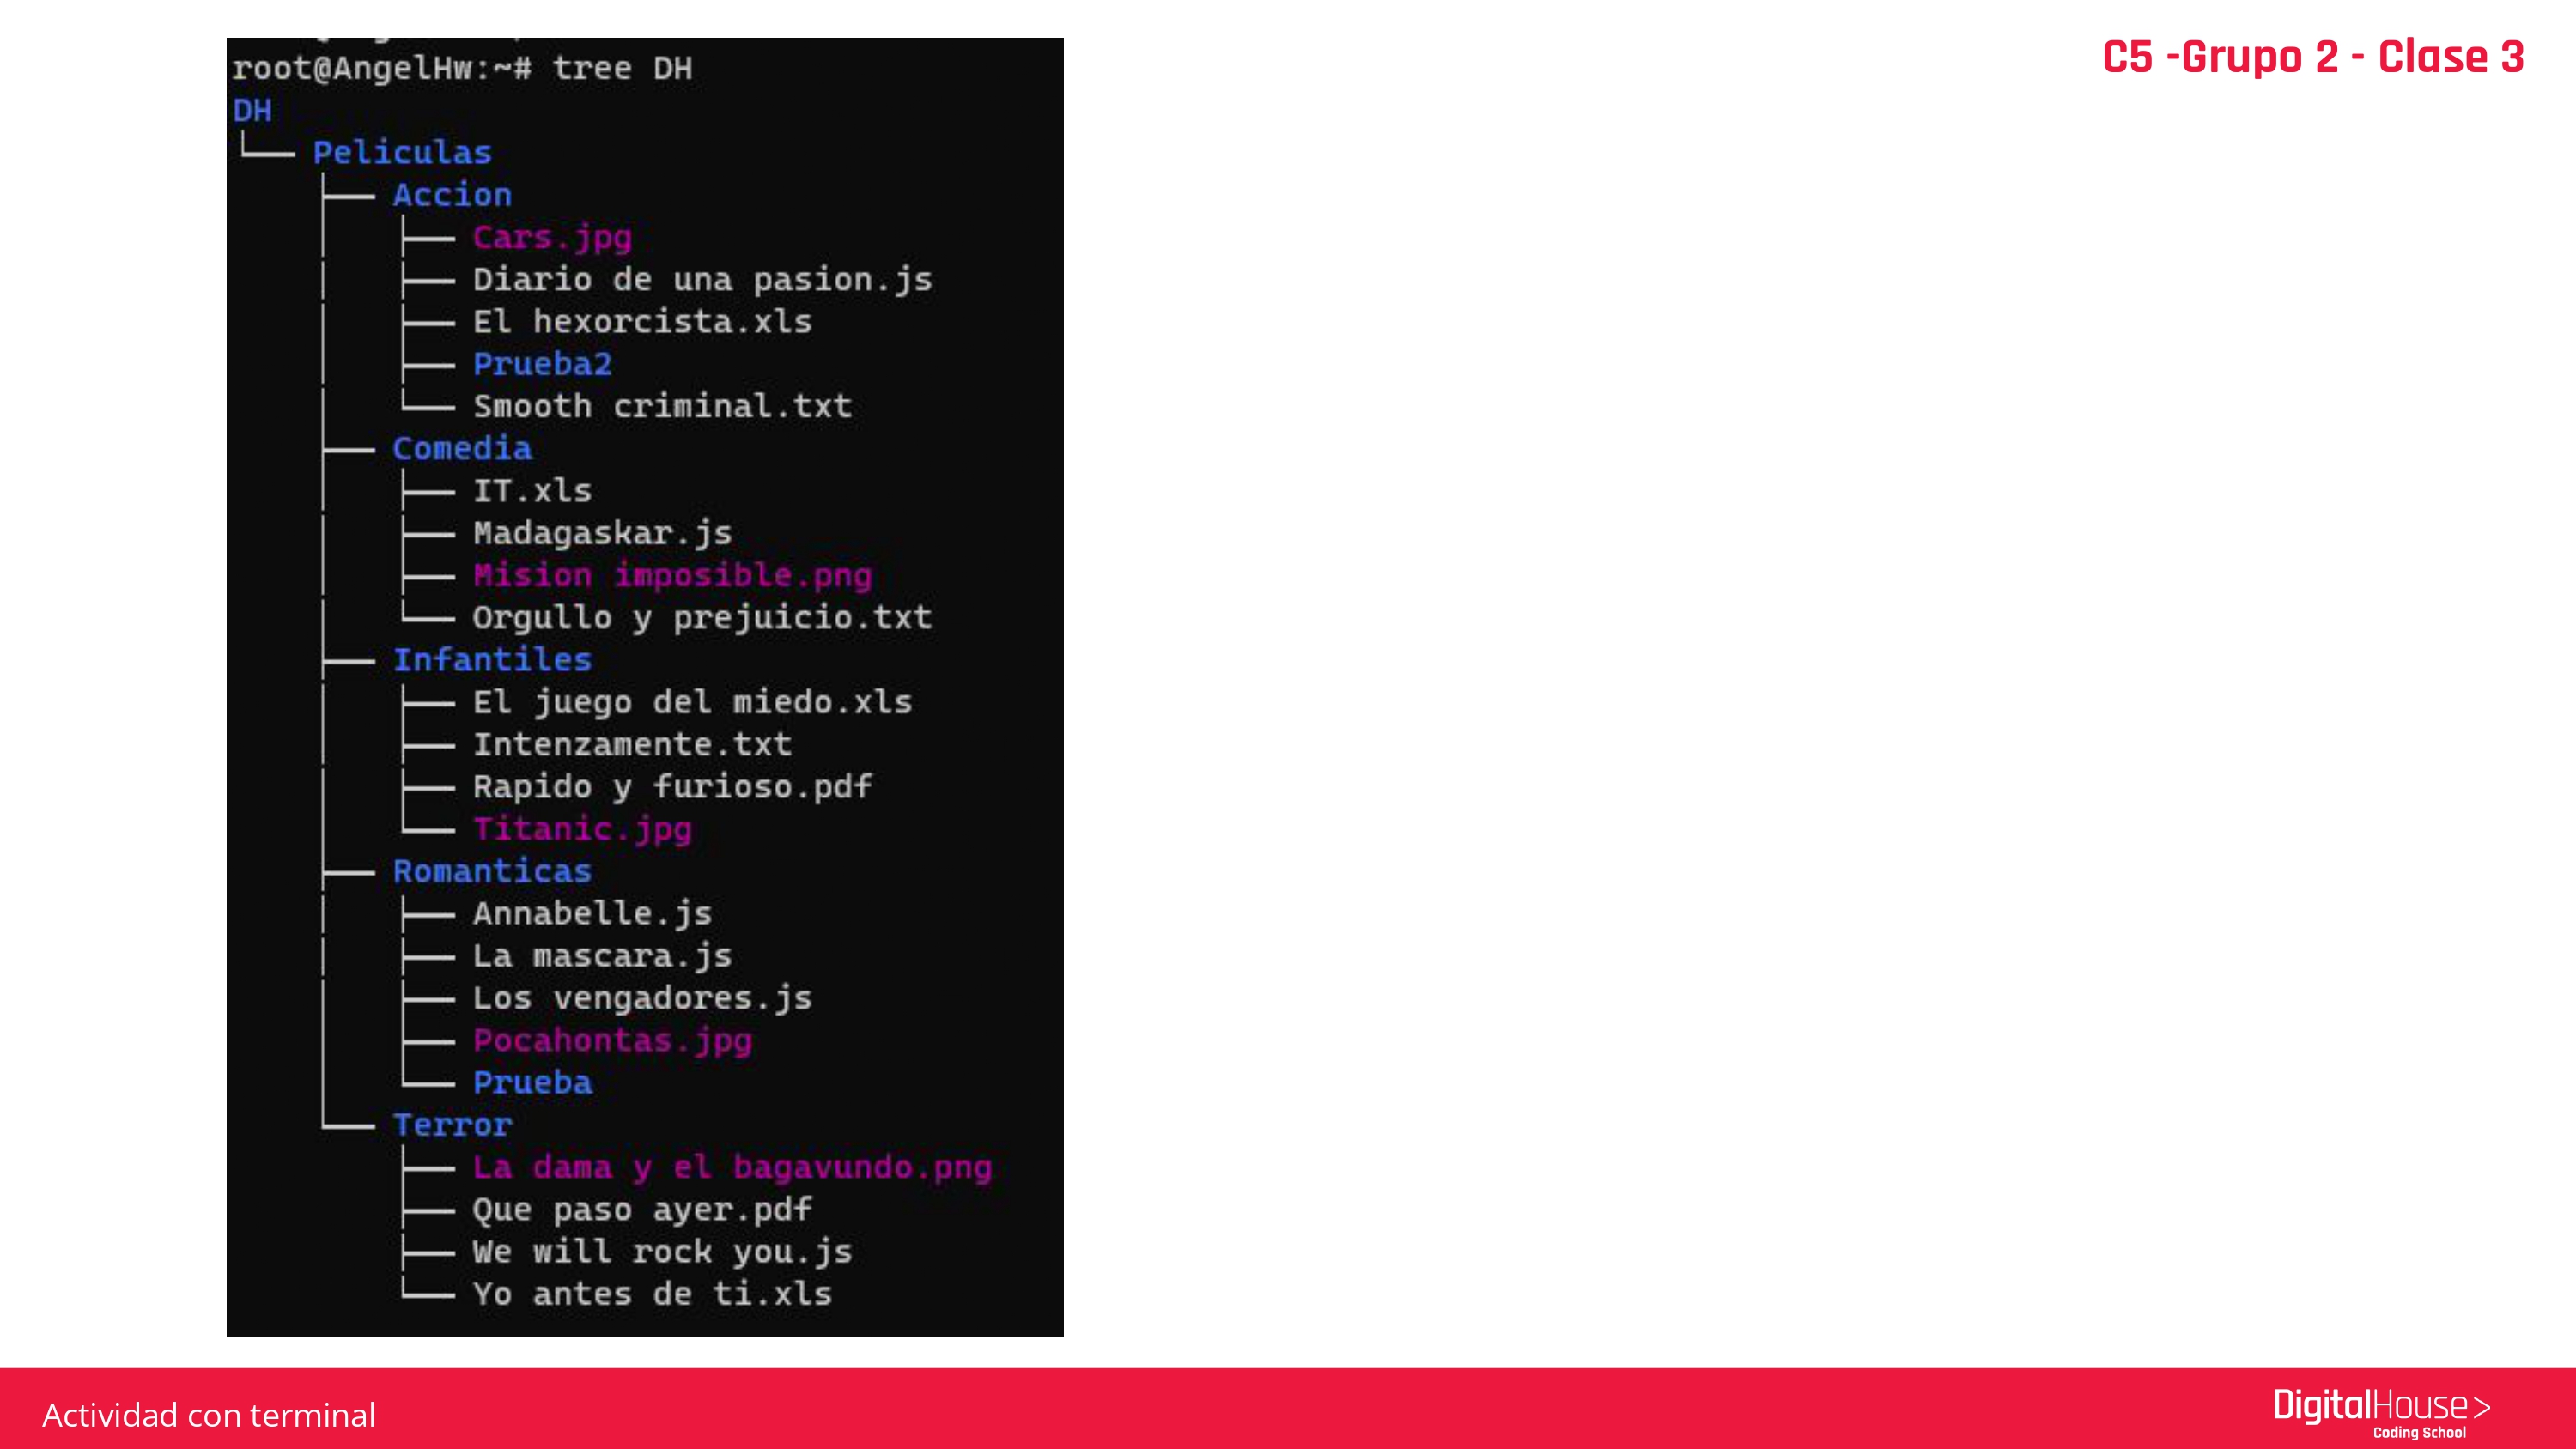 C5 -Grupo 2 - Clase 3
root@AngelHw:~# tree DH
DH
└── Peliculas
    ├── Accion
    │   ├── Cars.jpg
    │   ├── Diario de una pasion.js
    │   ├── El hexorcista.xls
    │   ├── Prueba2
    │   └── Smooth criminal.txt
    ├── Comedia
    │   ├── IT.xls
    │   ├── Madagaskar.js
    │   ├── Mision imposible.png
    │   └── Orgullo y prejuicio.txt
    ├── Infantiles
    │   ├── El juego del miedo.xls
    │   ├── Intenzamente.txt
    │   ├── Rapido y furioso.pdf
    │   └── Titanic.jpg
    ├── Romanticas
    │   ├── Annabelle.js
    │   ├── La mascara.js
    │   ├── Los vengadores.js
    │   ├── Pocahontas.jpg
    │   └── Prueba
    └── Terror
        ├── La dama y el bagavundo.png
        ├── Que paso ayer.pdf
        ├── We will rock you.js
        └── Yo antes de ti.xls
Actividad con terminal
DigitalHouse>
Coding School